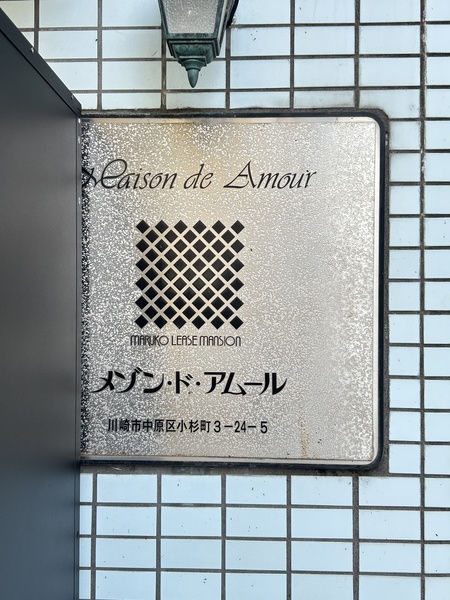 Maison de Amour
MARUKO LEASE MANSION
メゾン・ド・アムール
川崎市中原区小杉町3-24-5